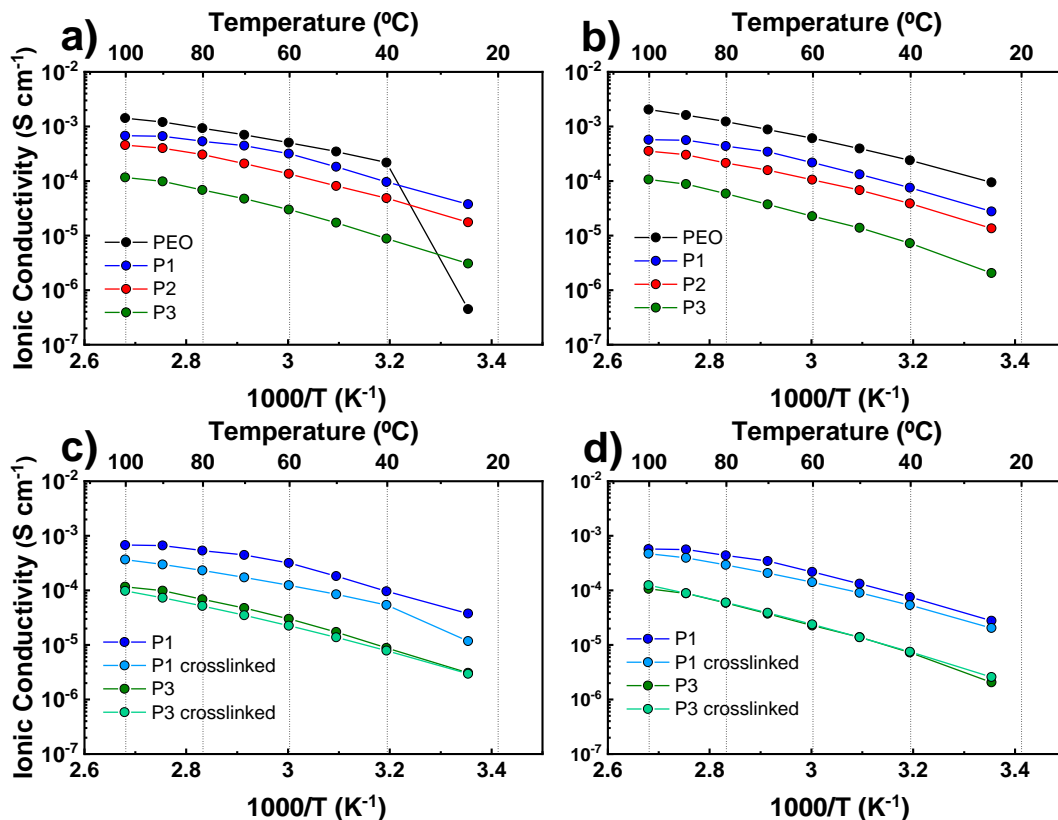 a)
Temperature (ºC)
100 80 60 40 20
Ionic Conductivity (S cm⁻¹)
10⁻²
10⁻³
10⁻⁴
10⁻⁵
10⁻⁶
10⁻⁷
PEO
P1
P2
P3
2.6 2.8 3 3.2 3.4
1000/T (K⁻¹)
b)
Temperature (ºC)
100 80 60 40 20
10⁻²
10⁻³
10⁻⁴
10⁻⁵
10⁻⁶
10⁻⁷
PEO
P1
P2
P3
2.6 2.8 3 3.2 3.4
1000/T (K⁻¹)
c)
Temperature (ºC)
100 80 60 40 20
Ionic Conductivity (S cm⁻¹)
10⁻²
10⁻³
10⁻⁴
10⁻⁵
10⁻⁶
10⁻⁷
P1
P1 crosslinked
P3
P3 crosslinked
2.6 2.8 3 3.2 3.4
1000/T (K⁻¹)
d)
Temperature (ºC)
100 80 60 40 20
10⁻²
10⁻³
10⁻⁴
10⁻⁵
10⁻⁶
10⁻⁷
P1
P1 crosslinked
P3
P3 crosslinked
2.6 2.8 3 3.2 3.4
1000/T (K⁻¹)